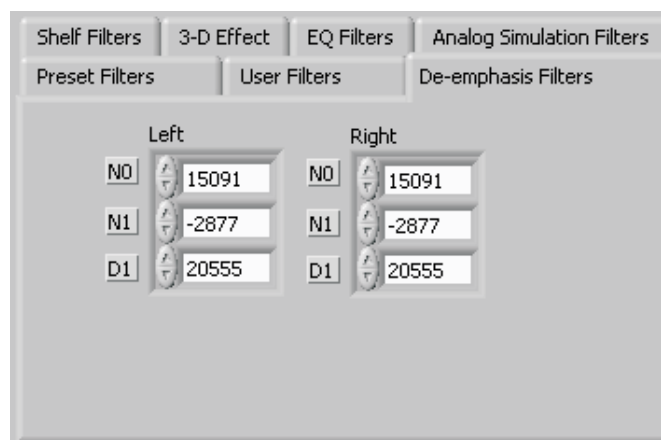 Shelf Filters 3-D Effect EQ Filters Analog Simulation Filters
Preset Filters User Filters De-emphasis Filters
Left Right
N0 15091 N0 15091
N1 -2877 N1 -2877
D1 20555 D1 20555